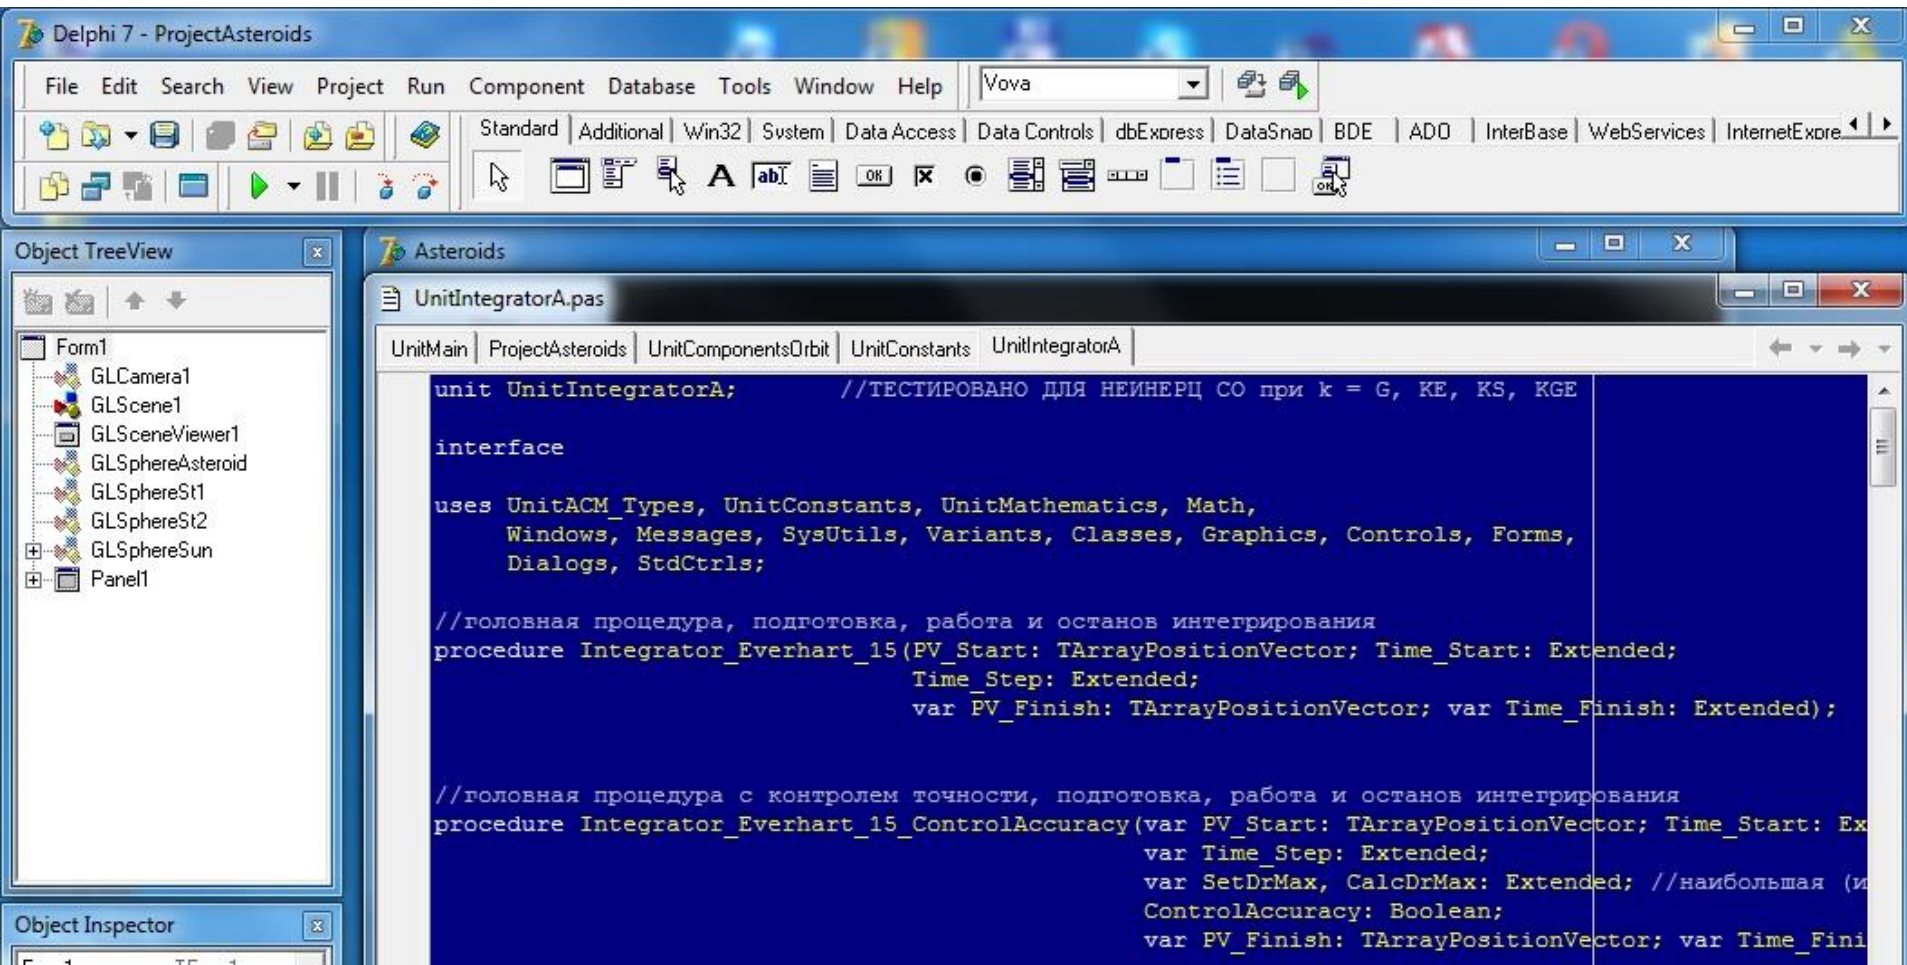 Delphi 7 - ProjectAsteroids
File Edit Search View Project Run Component Database Tools Window Help Vova
Standard Additional Win32 System Data Access Data Controls dbExpress DataSnap BDE ADO InterBase WebServices InternetExpre
Object TreeView
Form1
GLCamera1
GLScene1
GLSceneViewer1
GLSphereAsteroid
GLSphereSt1
GLSphereSt2
GLSphereSun
Panel1
Object Inspector
Asteroids
UnitIntegratorA.pas
UnitMain ProjectAsteroids UnitComponentsOrbit UnitConstants UnitIntegratorA
unit UnitIntegratorA; //ТЕСТИРОВАНО ДЛЯ НЕИНЕРЦ СО при k = G, KE, KS, KGE
interface
uses UnitACM_Types, UnitConstants, UnitMathematics, Math,
Windows, Messages, SysUtils, Variants, Classes, Graphics, Controls, Forms,
Dialogs, StdCtrls;
//головная процедура, подготовка, работа и останов интегрирования
procedure Integrator_Everhart_15(PV_Start: TArrayPositionVector; Time_Start: Extended;
Time_Step: Extended;
var PV_Finish: TArrayPositionVector; var Time_Finish: Extended);
//головная процедура с контролем точности, подготовка, работа и останов интегрирования
procedure Integrator_Everhart_15_ControlAccuracy(var PV_Start: TArrayPositionVector; Time_Start: Ex
var Time_Step: Extended;
var SetDrMax, CalcDrMax: Extended; //наибольшая (и
ControlAccuracy: Boolean;
var PV_Finish: TArrayPositionVector; var Time_Fini